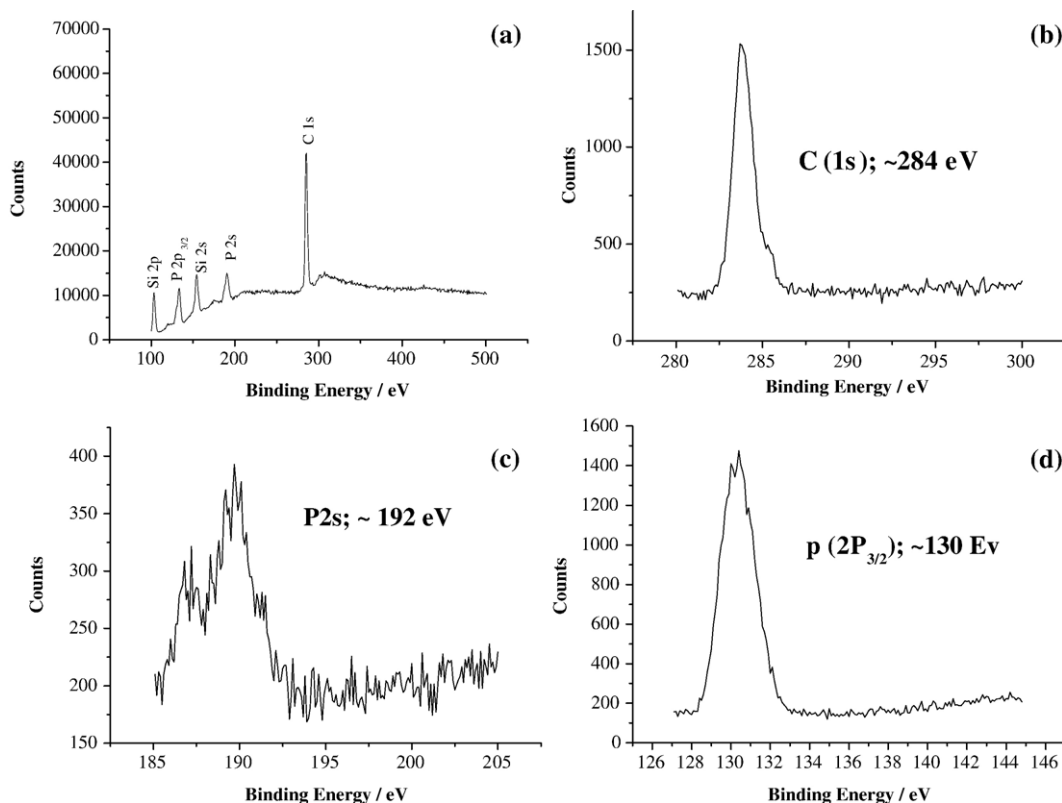 (a)
70000
60000
50000
40000
30000
20000
10000
0
Counts
Si 2p
P 2p 3/2
Si 2s
P 2s
C 1s
100 200 300 400 500
Binding Energy / eV
(b)
1500
1000
500
0
Counts
C (1s); ~284 eV
280 285 290 295 300
Binding Energy / eV
(c)
400
350
300
250
200
150
Counts
P2s; ~ 192 eV
185 190 195 200 205
Binding Energy / eV
(d)
1600
1400
1200
1000
800
600
400
200
0
Counts
p (2P3/2); ~130 Ev
126 128 130 132 134 136 138 140 142 144 146
Binding Energy / eV